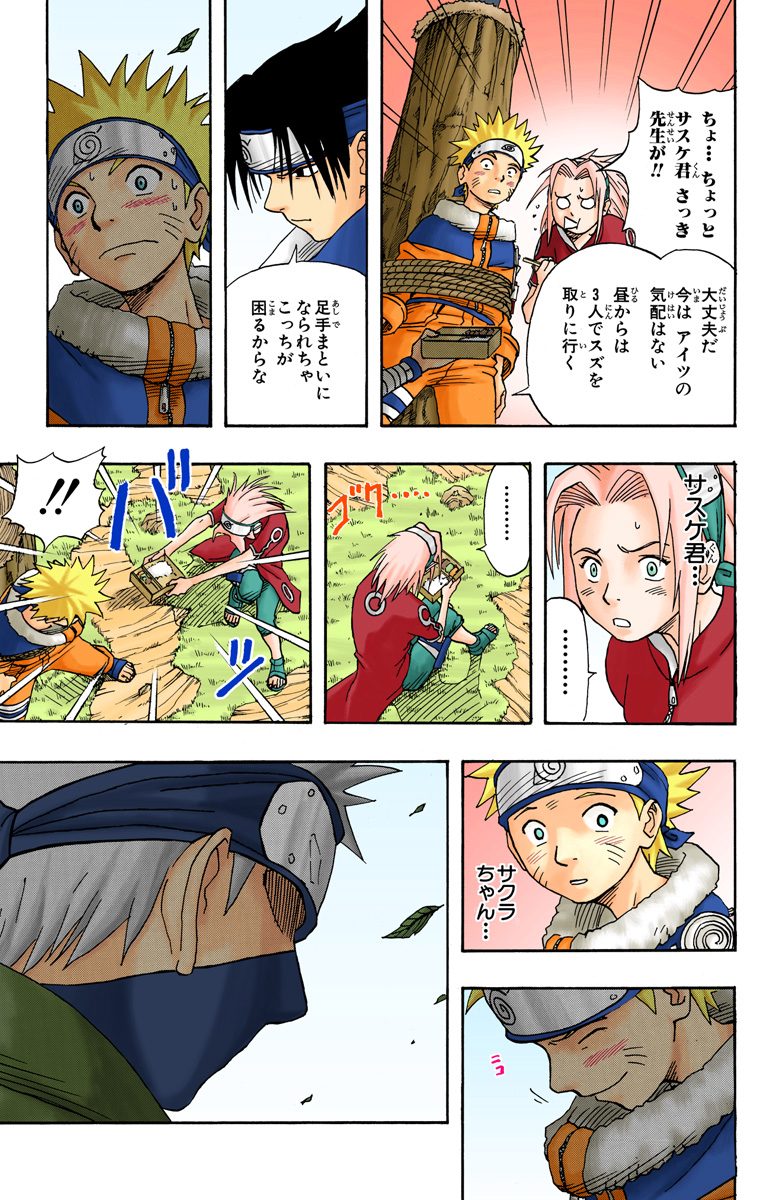 ちょ…ちょっと
サスケ君 さっき
先生が!!
大丈夫だ
今は アイツの
気配はない
昼からは
3人でスズを
取りに行く
足手まといに
なられちゃ
こっちが
困るからな
サスケ君…
………
………
ゴク‥‥
バッ
!!
サクラ
ちゃん…
ニコ